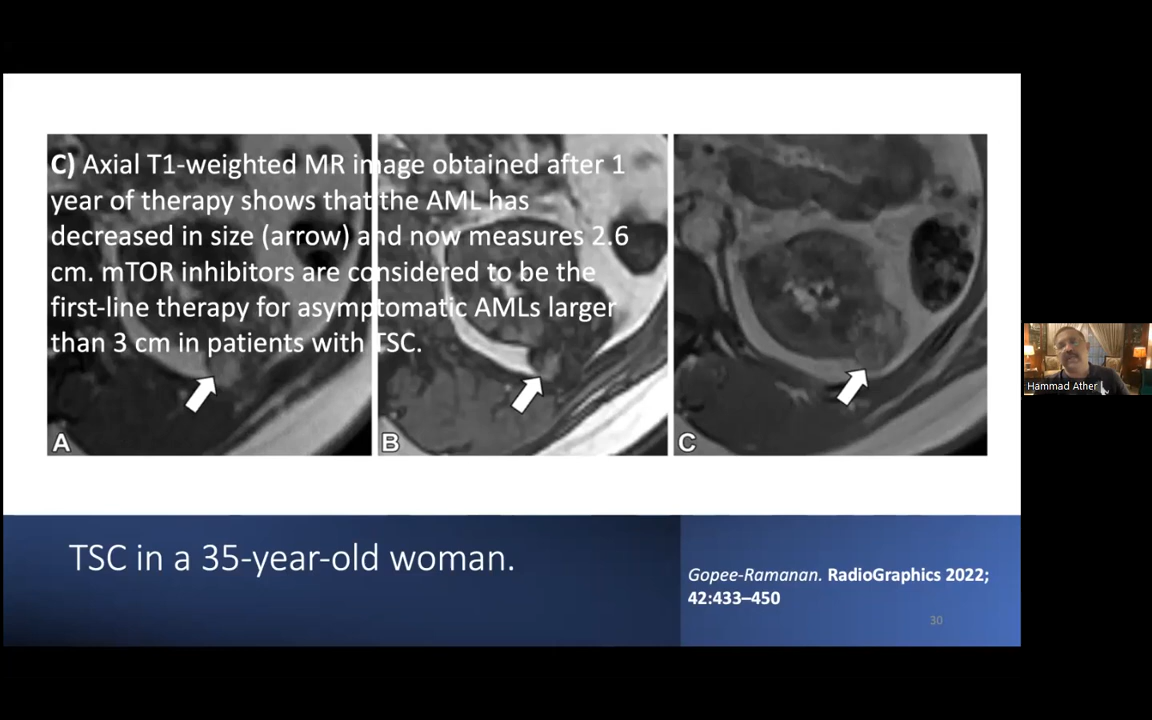 C) Axial T1-weighted MR image obtained after 1
year of therapy shows that the AML has
decreased in size (arrow) and now measures 2.6
cm. mTOR inhibitors are considered to be the
first-line therapy for asymptomatic AMLs larger
than 3 cm in patients with TSC.
A
B
C
TSC in a 35-year-old woman.
Gopee-Ramanan. RadioGraphics 2022;
42:433–450
30
Hammad Ather